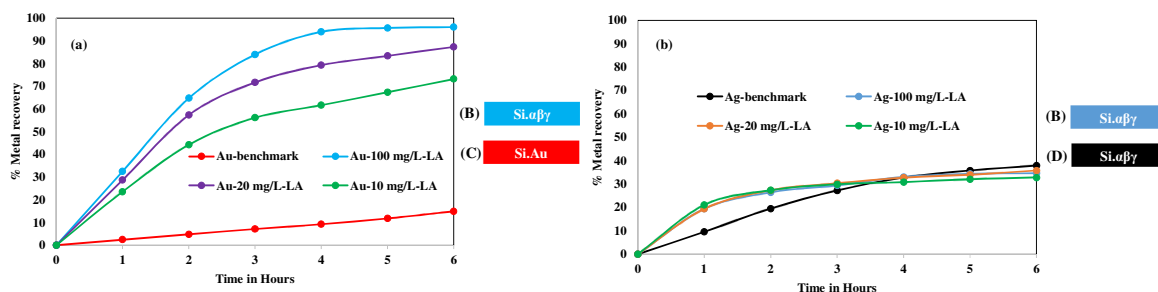 (a)
% Metal recovery
100
90
80
70
60
50
40
30
20
10
0
Au-benchmark
Au-100 mg/L-LA
Au-20 mg/L-LA
Au-10 mg/L-LA
0 1 2 3 4 5 6
Time in Hours
(B) Si.αβγ
(C) Si.Au
(b)
% Metal recovery
100
90
80
70
60
50
40
30
20
10
0
Ag-benchmark
Ag-100 mg/L-LA
Ag-20 mg/L-LA
Ag-10 mg/L-LA
0 1 2 3 4 5 6
Time in Hours
(B) Si.αβγ
(D) Si.αβγ